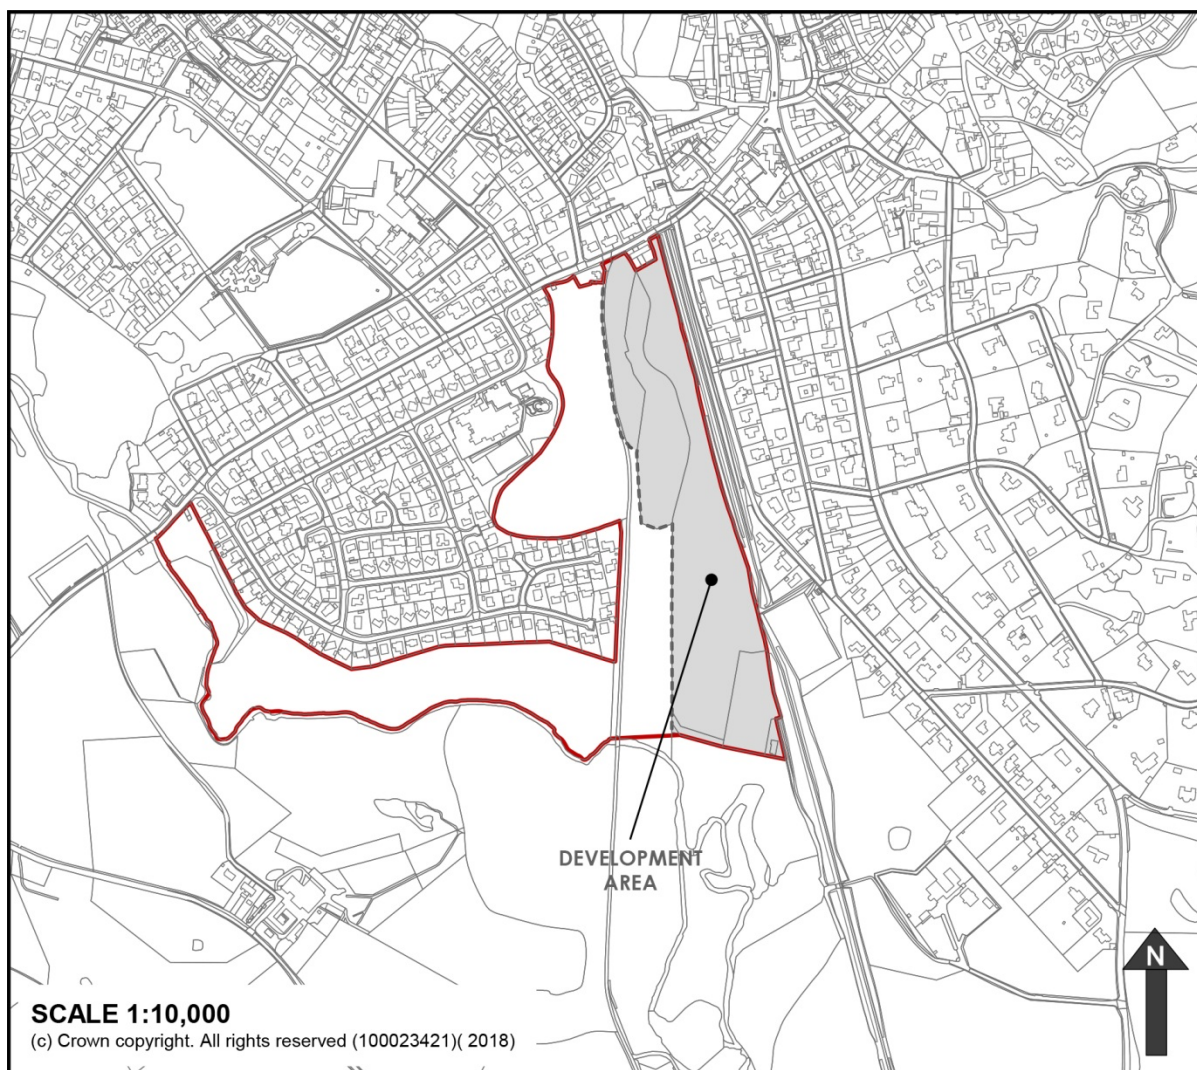 DEVELOPMENT
AREA
N
SCALE 1:10,000
(c) Crown copyright. All rights reserved (100023421)( 2018)